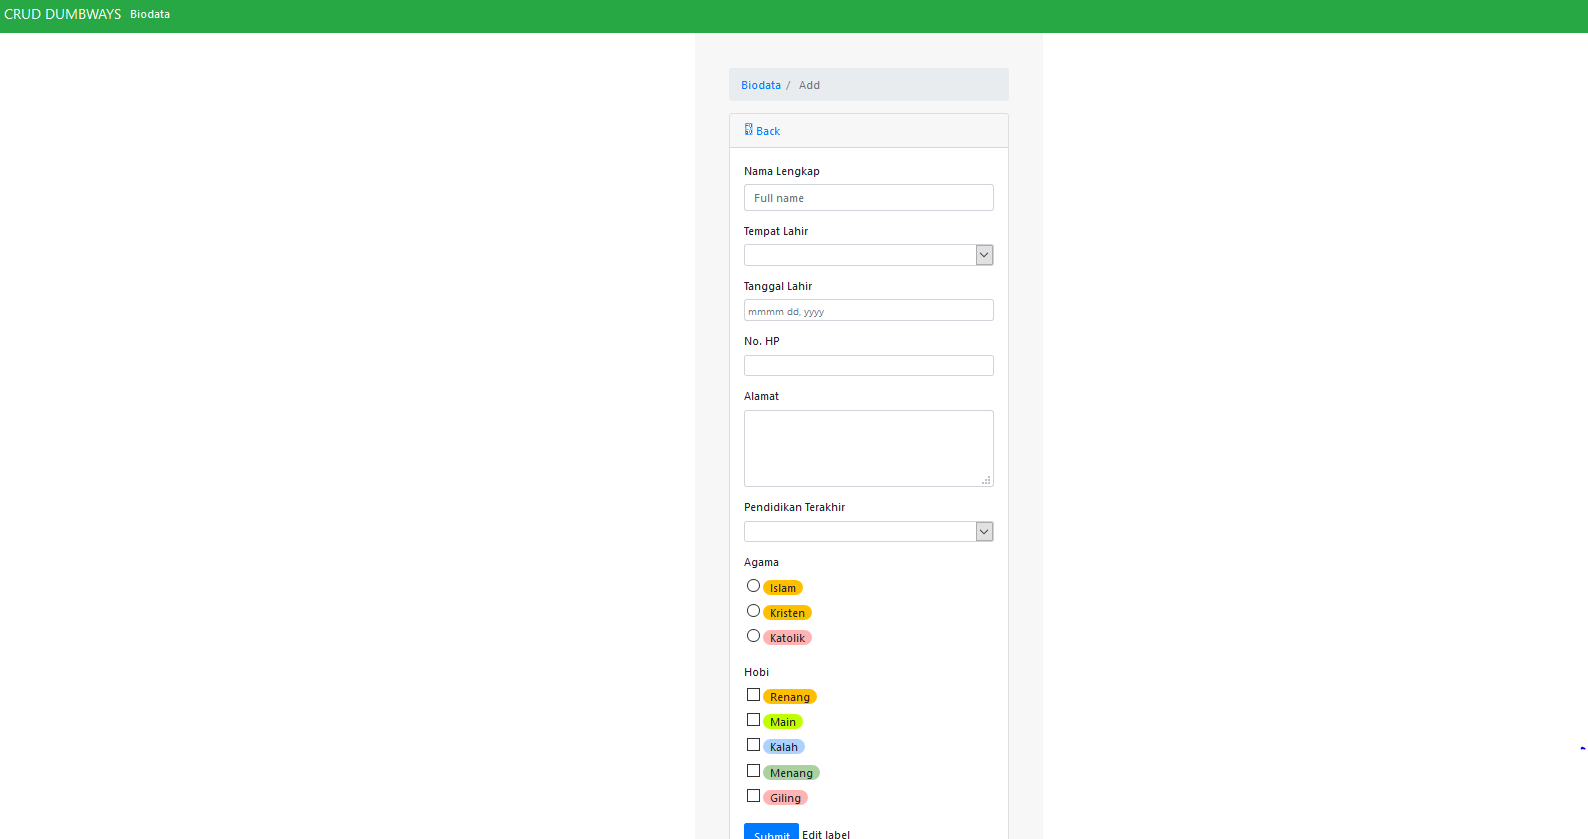 CRUD DUMBWAYS Biodata
Biodata / Add
Back
Nama Lengkap
Full name
Tempat Lahir
Tanggal Lahir
mmmm dd, yyyy
No. HP
Alamat
Pendidikan Terakhir
Agama
Islam
Kristen
Katolik
Hobi
Renang
Main
Kalah
Menang
Giling
Submit Edit label